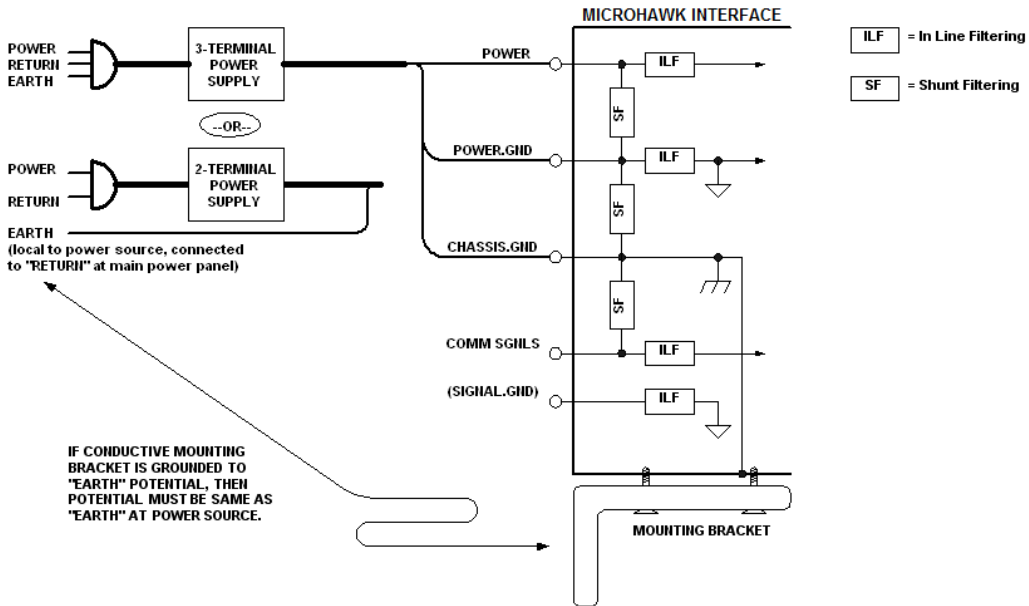 MICROHAWK INTERFACE
POWER
RETURN
EARTH
3-TERMINAL
POWER
SUPPLY
POWER
ILF
ILF = In Line Filtering
SF
SF = Shunt Filtering
--OR--
POWER.GND
ILF
POWER
RETURN
2-TERMINAL
POWER
SUPPLY
SF
EARTH
(local to power source, connected
to "RETURN" at main power panel)
CHASSIS.GND
SF
COMM SGNLS
ILF
(SIGNAL.GND)
ILF
IF CONDUCTIVE MOUNTING
BRACKET IS GROUNDED TO
"EARTH" POTENTIAL, THEN
POTENTIAL MUST BE SAME AS
"EARTH" AT POWER SOURCE.
MOUNTING BRACKET